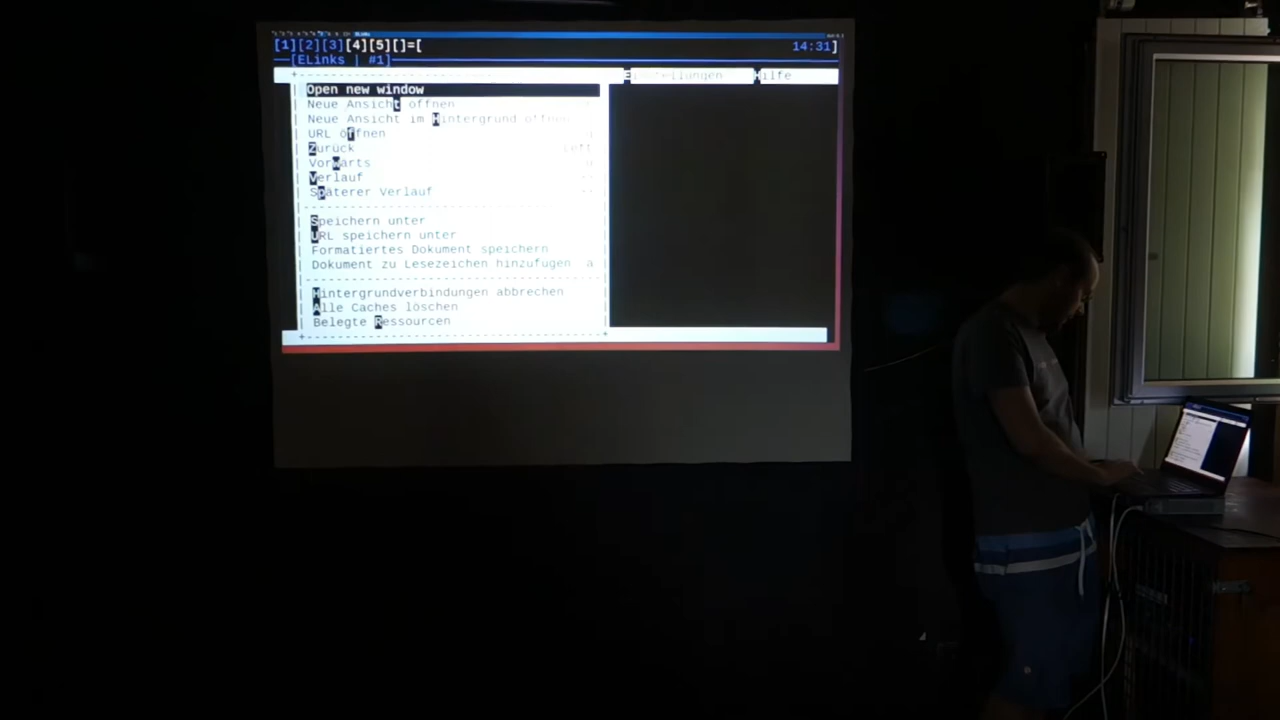 [1][2][3][4][5][]=[ 14:31]
[ELinks | #1]
Hilfe
Open new window
Neue Ansicht öffnen
Neue Ansicht im Hintergrund öffnen
URL öffnen
Zurück Left
Vorwärts u
Verlauf
Späterer Verlauf
Speichern unter
URL speichern unter
Formatiertes Dokument speichern
Dokument zu Lesezeichen hinzufugen a
Hintergrundverbindungen abbrechen
Alle Caches löschen
Belegte Ressourcen